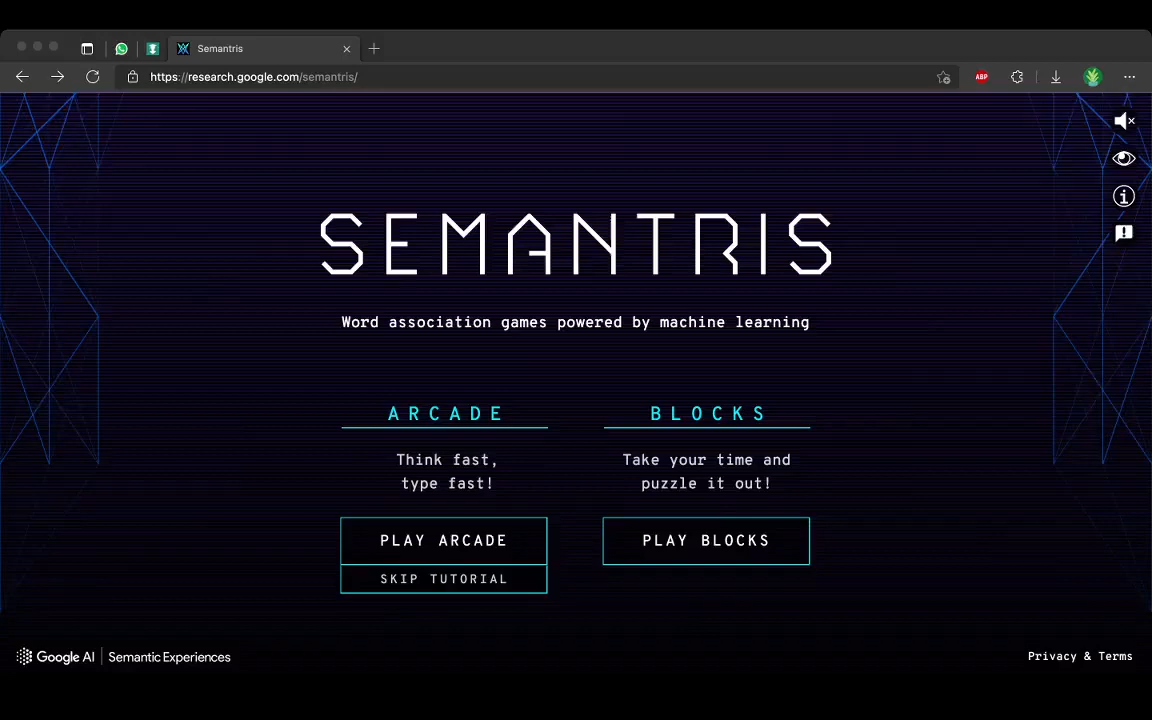 Semantris
https://research.google.com/semantris/
ABP
SEMANTRIS
Word association games powered by machine learning
ARCADE
BLOCKS
Think fast,
type fast!
Take your time and
puzzle it out!
PLAY ARCADE
PLAY BLOCKS
SKIP TUTORIAL
Google AI | Semantic Experiences
Privacy & Terms